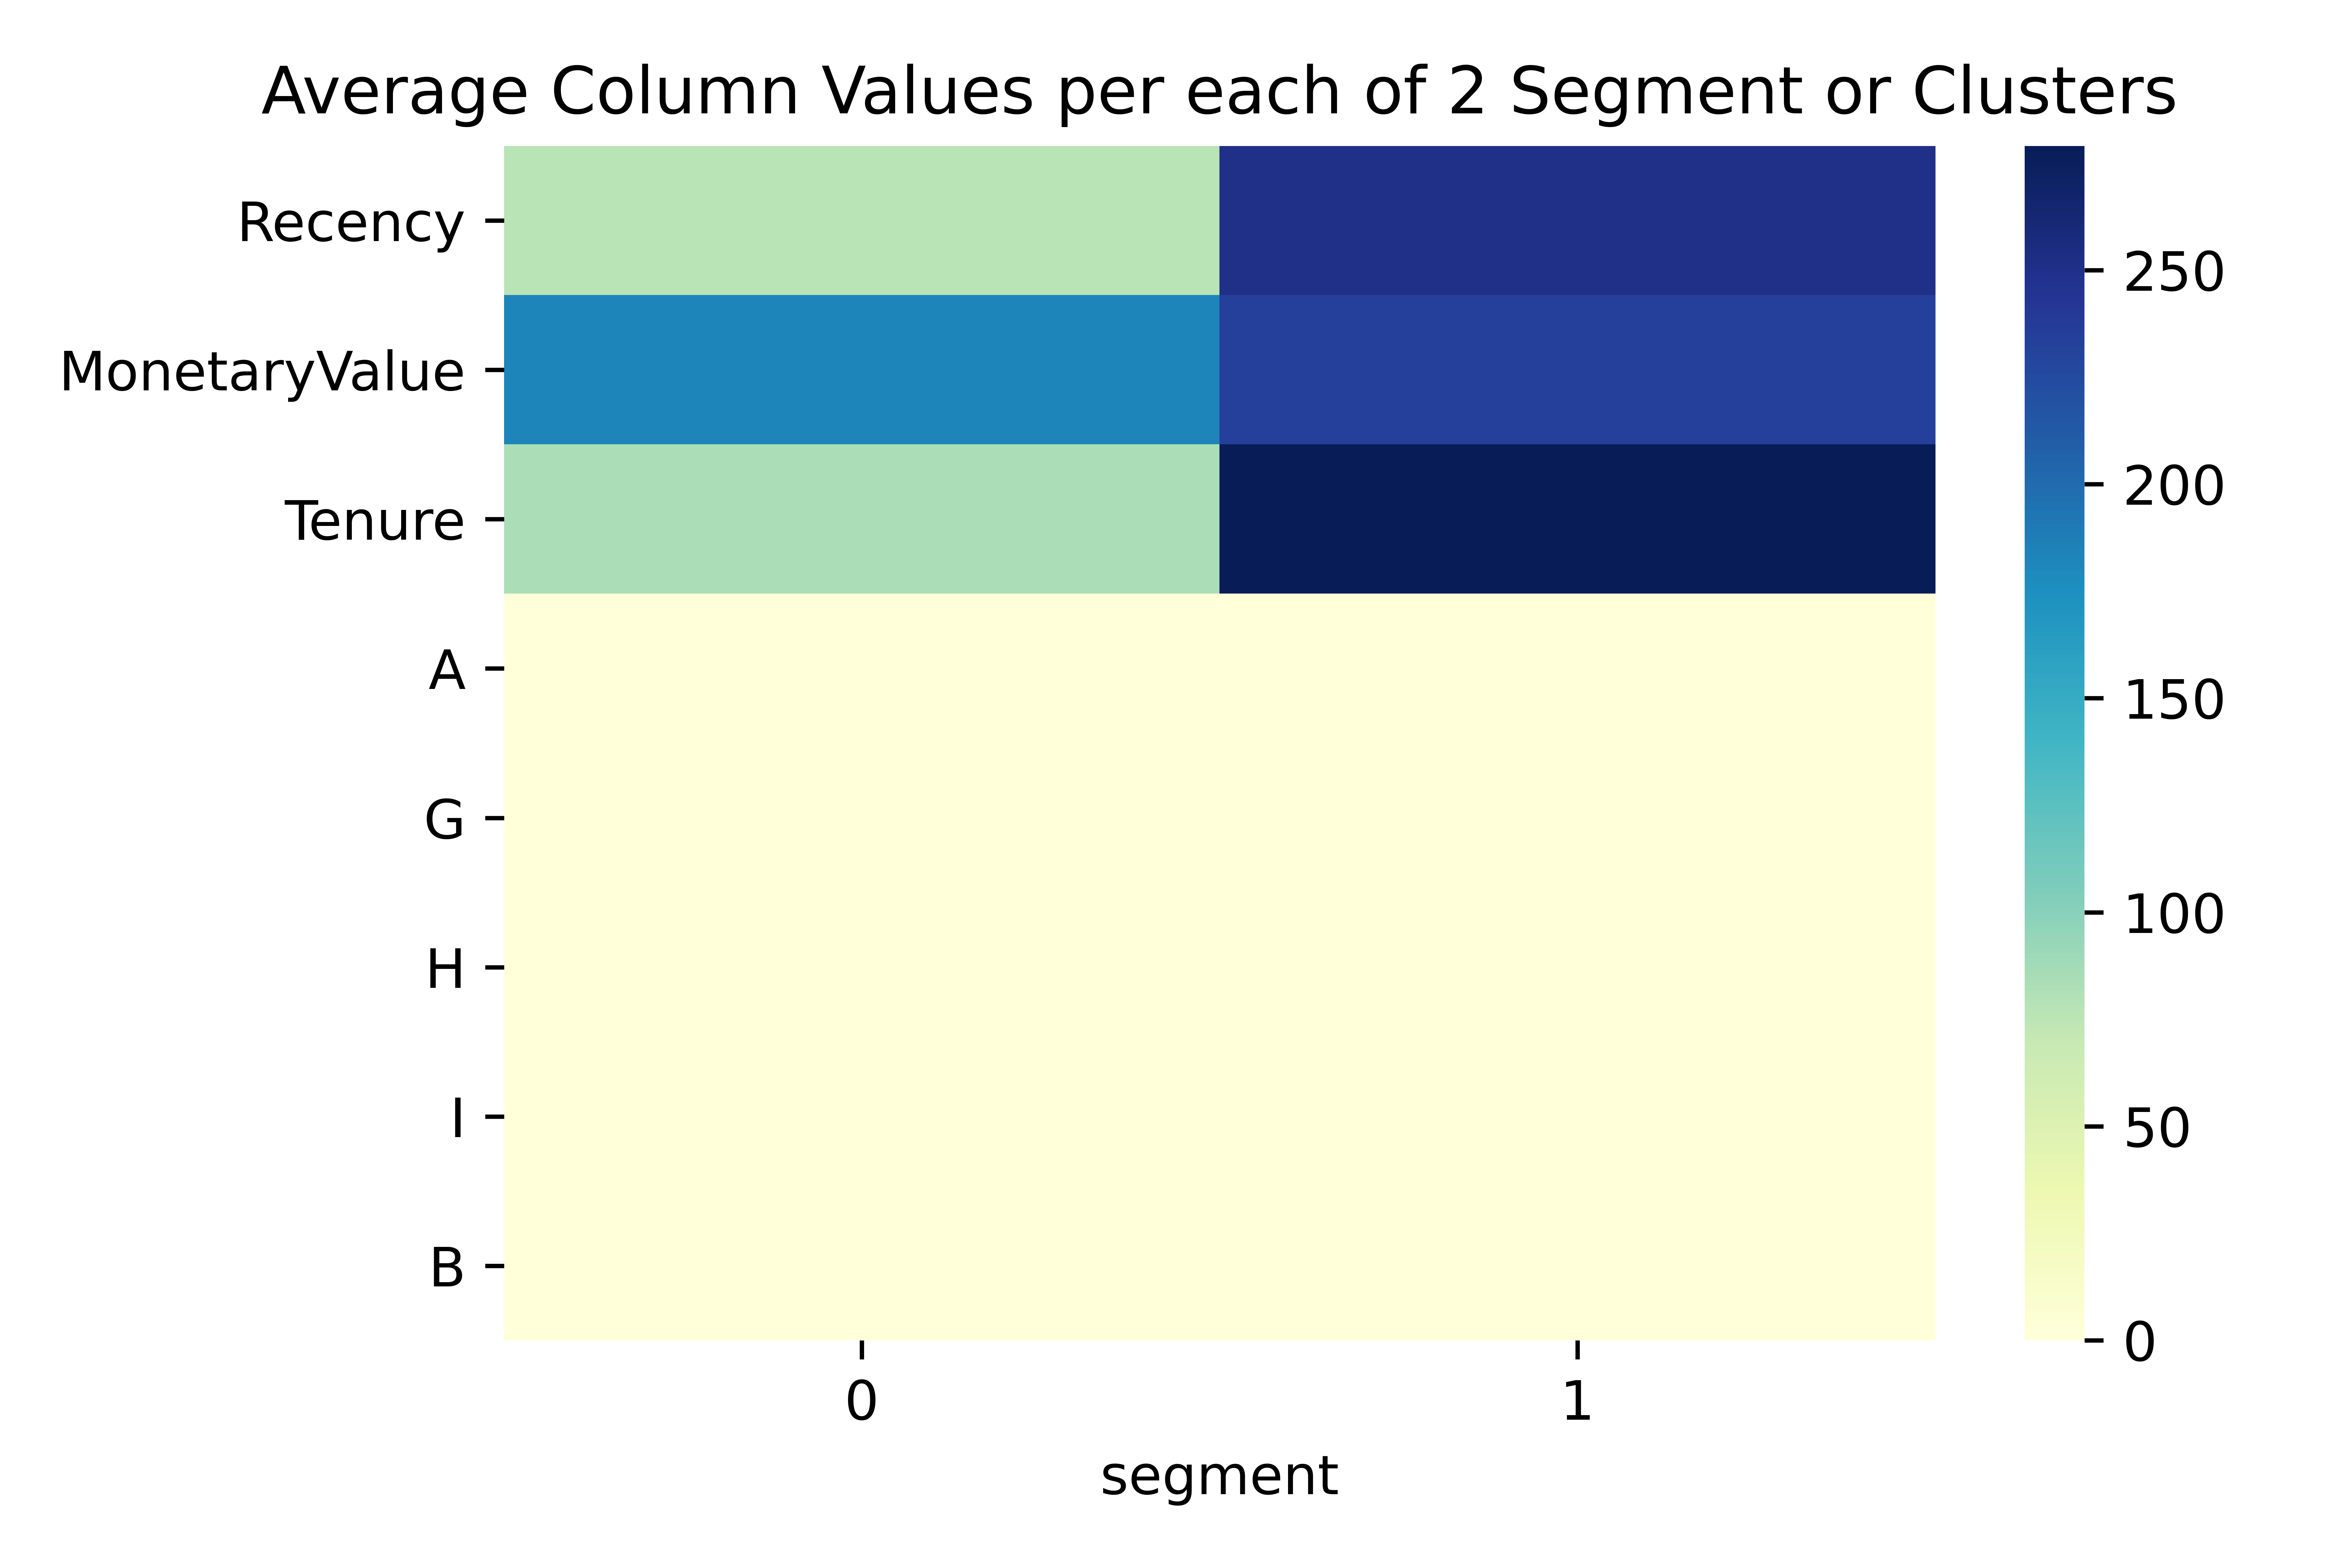 Average Column Values per each of 2 Segment or Clusters
Recency
MonetaryValue
Tenure
A
G
H
I
B
0 1
segment
250
200
150
100
50
0